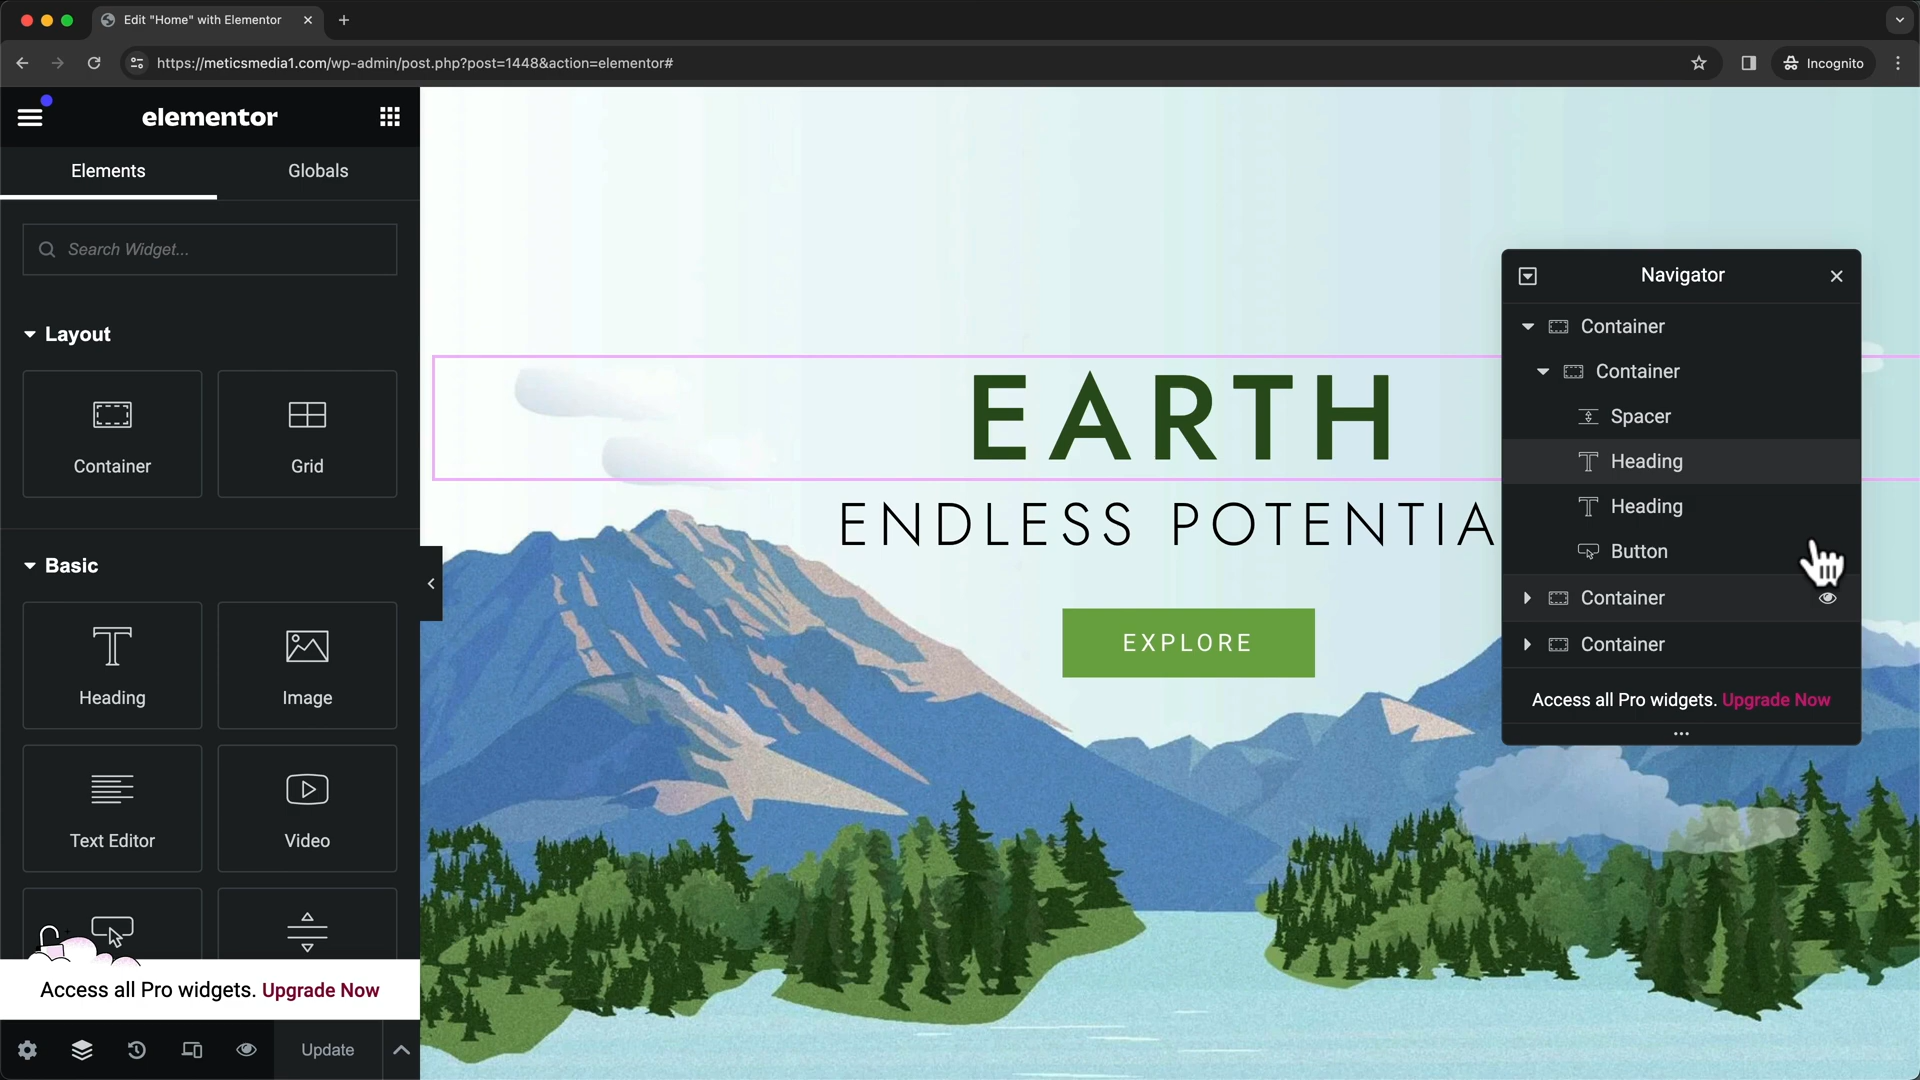 Edit "Home" with Elementor
https://meticsmedia1.com/wp-admin/post.php?post=1448&action=elementor#
Incognito
elementor
Elements
Globals
Search Widget...
Layout
Container
Grid
Basic
Heading
Image
Text Editor
Video
Access all Pro widgets. Upgrade Now
Update
EARTH
ENDLESS POTENTIA
EXPLORE
Navigator
Container
Container
Spacer
Heading
Heading
Button
Container
Container
Access all Pro widgets. Upgrade Now